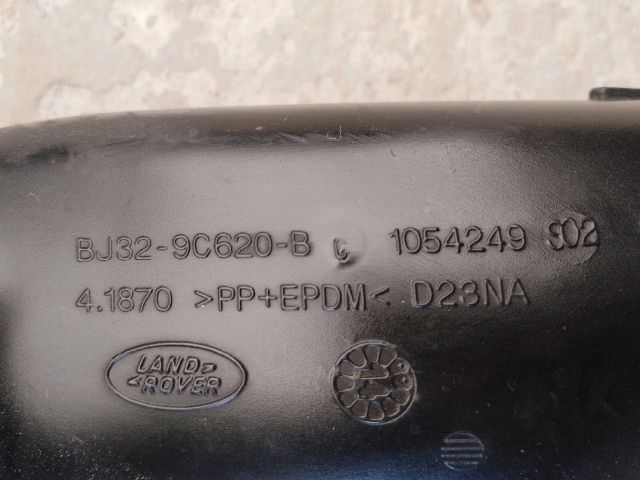 BJ32-9C620-B C 1054249 S02
4.1870 >PP+EPDM< D23NA
LAND
ROVER